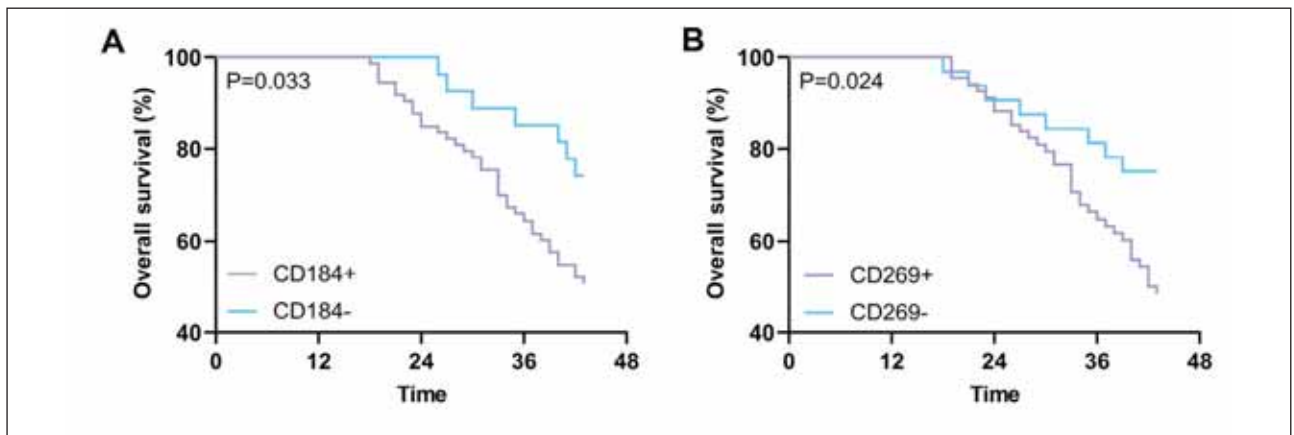 A
Overall survival (%)
100
80
60
40
P=0.033
CD184+
CD184-
0 12 24 36 48
Time
B
Overall survival (%)
100
80
60
40
P=0.024
CD269+
CD269-
0 12 24 36 48
Time